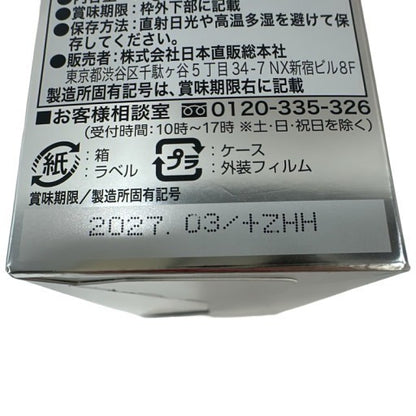 ●賞味期限：枠外下部に記載
●保存方法：直射日光や高温多湿を避けて保存してください。
●販売者：株式会社日本直販総本社
東京都渋谷区千駄ヶ谷5丁目34-7 NX新宿ビル8F
製造所固有記号は、賞味期限右に記載
■お客様相談室 0120-335-326
(受付時間：10時～17時 ※土・日・祝日を除く)
紙 ：箱 プラ ：ケース
：ラベル ：外装フィルム
賞味期限／製造所固有記号
2027. 03/+ZHH